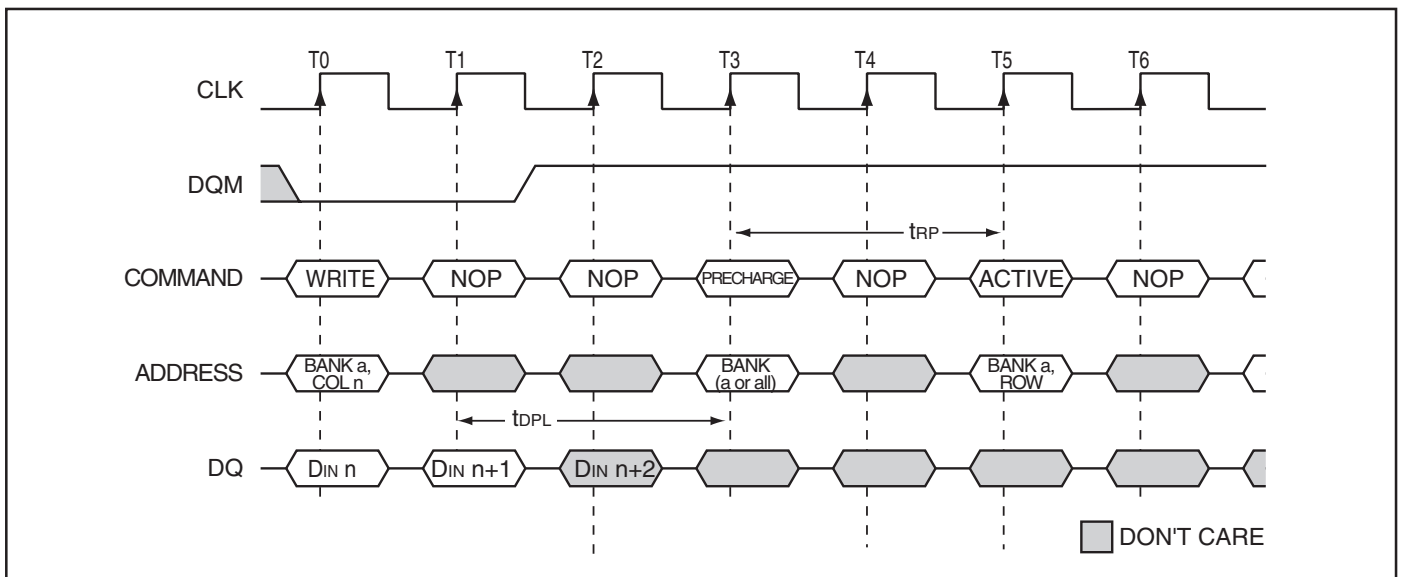 T0 T1 T2 T3 T4 T5 T6
CLK
DQM
tRP
COMMAND WRITE NOP NOP PRECHARGE NOP ACTIVE NOP
ADDRESS BANK a, COL n BANK (a or all) BANK a, ROW
tDPL
DQ DIN n DIN n+1 DIN n+2
DON'T CARE